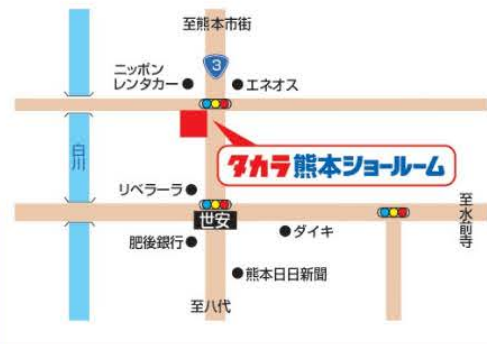 至熊本市街
3
ニッポン
レンタカー
エネオス
白川
タカラ熊本ショールーム
リベラーラ
世安
至水前寺
肥後銀行
ダイキ
熊本日日新聞
至八代